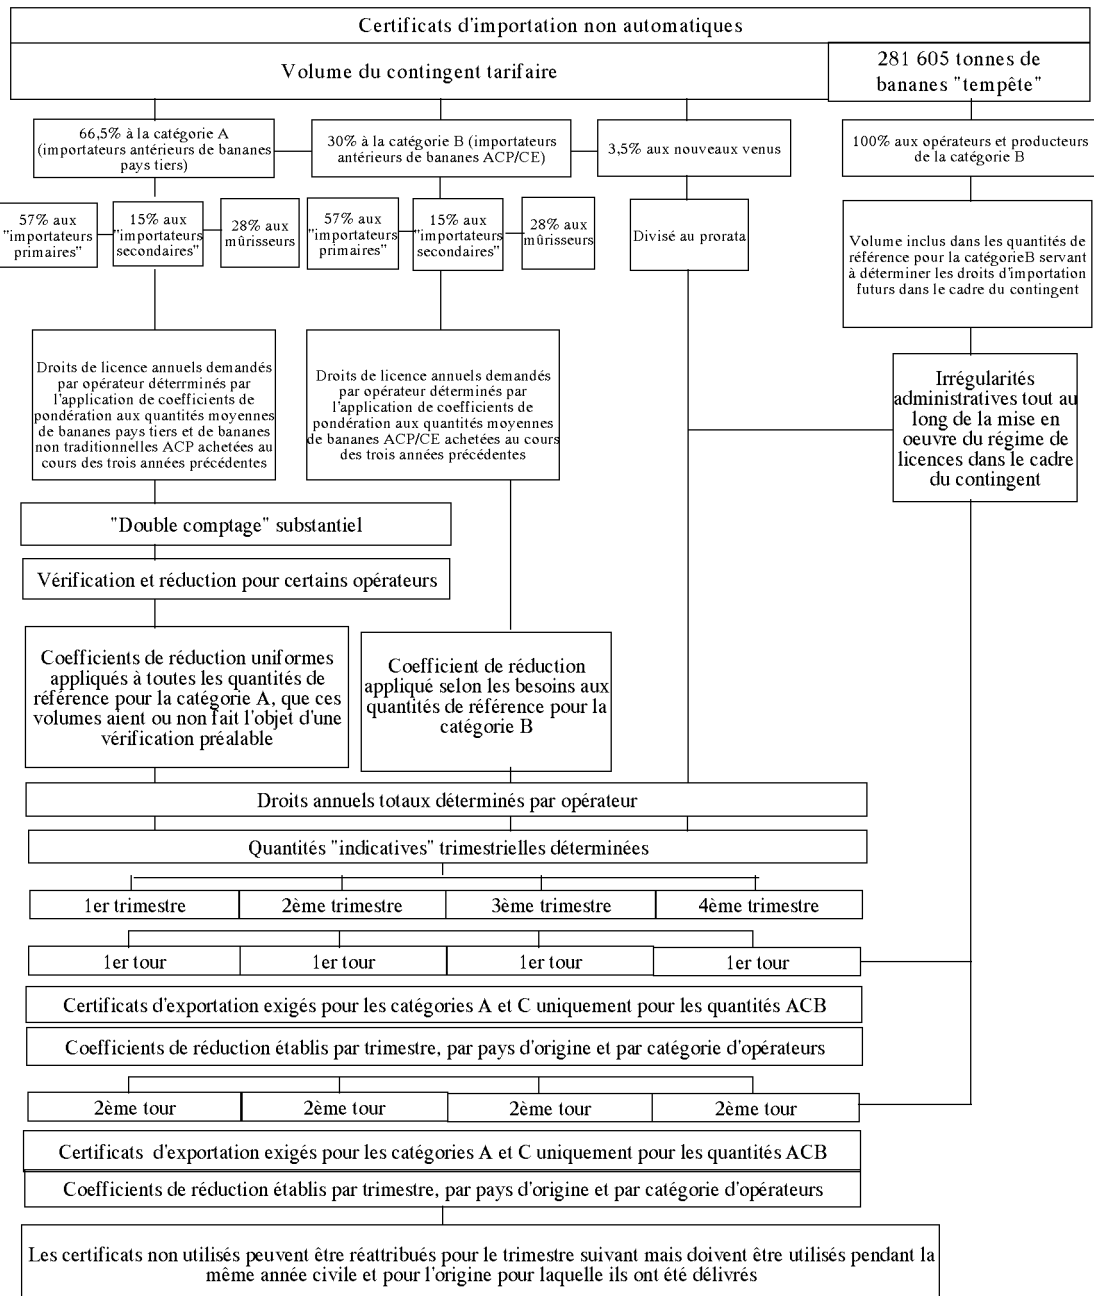 Certificats d'importation non automatiques
Volume du contingent tarifaire
281 605 tonnes de
bananes "tempête"
66,5% à la catégorie A
(importateurs antérieurs de bananes
pays tiers)
30% à la catégorie B (importateurs
antérieurs de bananes ACP/CE)
3,5% aux nouveaux venus
100% aux opérateurs et producteurs
de la catégorie B
57% aux
"importateurs
primaires"
15% aux
"importateurs
secondaires"
28% aux
mûrisseurs
57% aux
"importateurs
primaires"
15% aux
"importateurs
secondaires"
28% aux
mûrisseurs
Divisé au prorata
Volume inclus dans les quantités de
référence pour la catégorieB servant
à déterminer les droits d'importation
futurs dans le cadre du contingent
Droits de licence annuels demandés
par opérateur déterminés par
l'application de coefficients de
pondération aux quantités moyennes
de bananes pays tiers et de bananes
non traditionnelles ACP achetées au
cours des trois années précédentes
Droits de licence annuels demandés
par opérateur déterminés par
l'application de coefficients de
pondération aux quantités moyennes
de bananes ACP/CE achetées au cours
des trois années précédentes
Irrégularités
administratives tout au
long de la mise en
oeuvre du régime de
licences dans le cadre
du contingent
"Double comptage" substantiel
Vérification et réduction pour certains opérateurs
Coefficients de réduction uniformes
appliqués à toutes les quantités de
référence pour la catégorie A, que ces
volumes aient ou non fait l'objet d'une
vérification préalable
Coefficient de réduction
appliqué selon les besoins aux
quantités de référence pour la
catégorie B
Droits annuels totaux déterminés par opérateur
Quantités "indicatives" trimestrielles déterminées
1er trimestre
2ème trimestre
3ème trimestre
4ème trimestre
1er tour
1er tour
1er tour
1er tour
Certificats d'exportation exigés pour les catégories A et C uniquement pour les quantités ACB
Coefficients de réduction établis par trimestre, par pays d'origine et par catégorie d'opérateurs
2ème tour
2ème tour
2ème tour
2ème tour
Certificats d'exportation exigés pour les catégories A et C uniquement pour les quantités ACB
Coefficients de réduction établis par trimestre, par pays d'origine et par catégorie d'opérateurs
Les certificats non utilisés peuvent être réattribués pour le trimestre suivant mais doivent être utilisés pendant la
même année civile et pour l'origine pour laquelle ils ont été délivrés